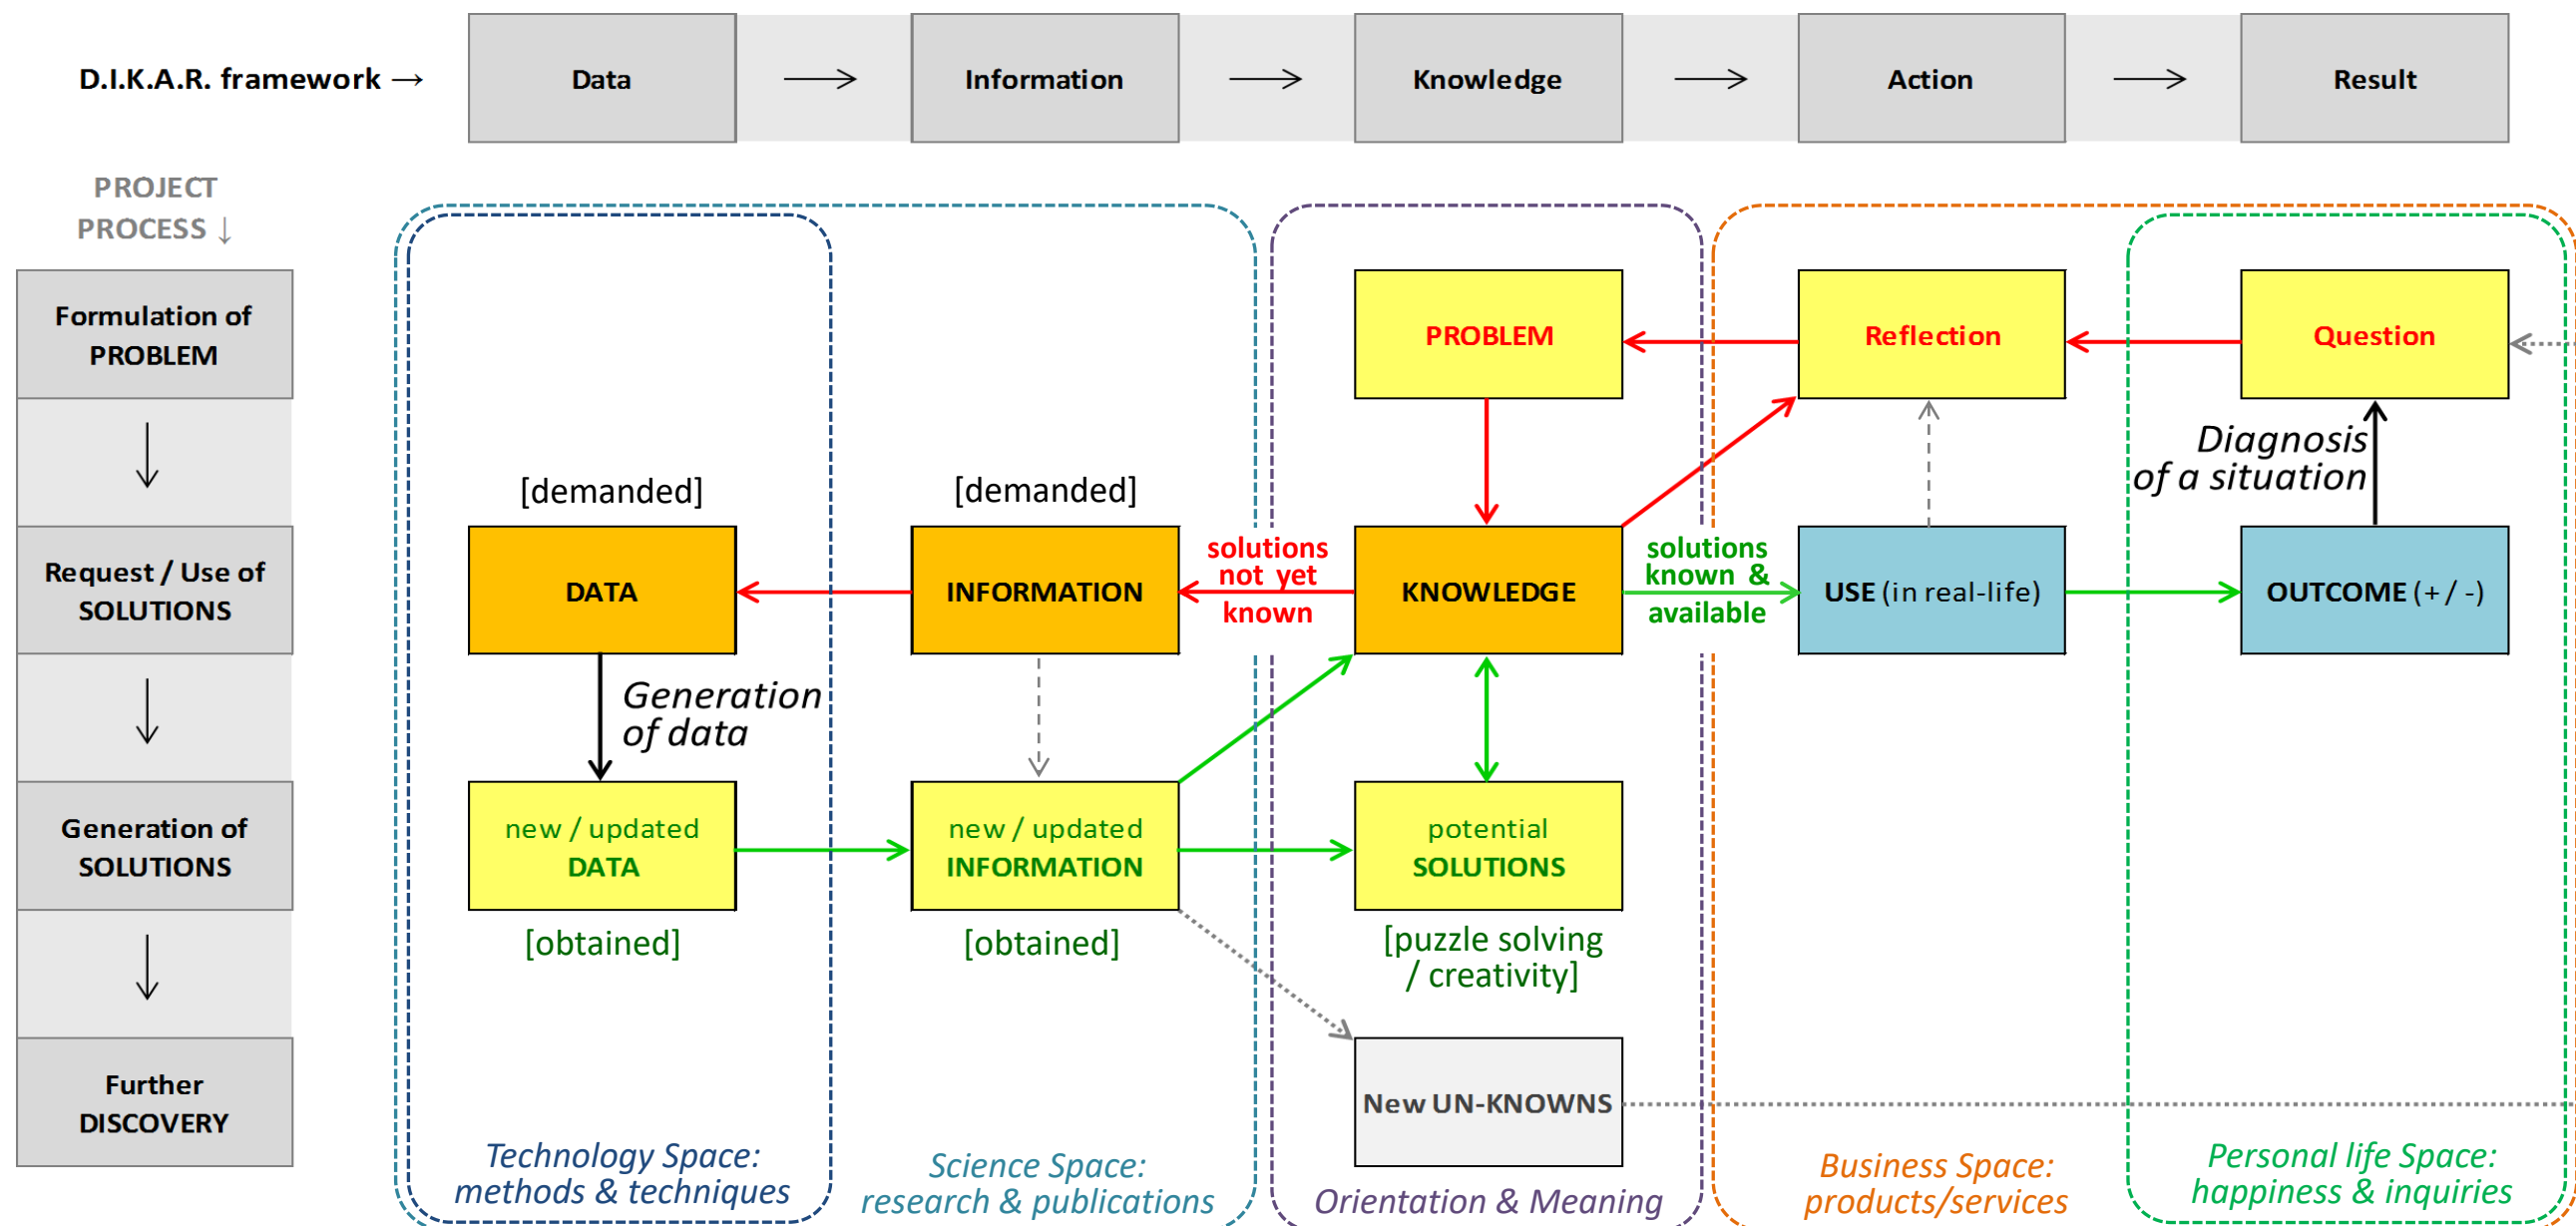 D.I.K.A.R. framework →
Data
Information
Knowledge
Action
Result
PROJECT
PROCESS ↓
Formulation of
PROBLEM
Request / Use of
SOLUTIONS
Generation of
SOLUTIONS
Further
DISCOVERY
PROBLEM
Reflection
Question
Diagnosis
of a situation
[demanded]
[demanded]
DATA
INFORMATION
solutions
not yet
known
KNOWLEDGE
solutions
known &
available
USE (in real-life)
OUTCOME (+ / -)
Generation
of data
new / updated
DATA
new / updated
INFORMATION
potential
SOLUTIONS
[obtained]
[obtained]
[puzzle solving
/ creativity]
New UN-KNOWNS
Technology Space:
methods & techniques
Science Space:
research & publications
Orientation & Meaning
Business Space:
products/services
Personal life Space:
happiness & inquiries